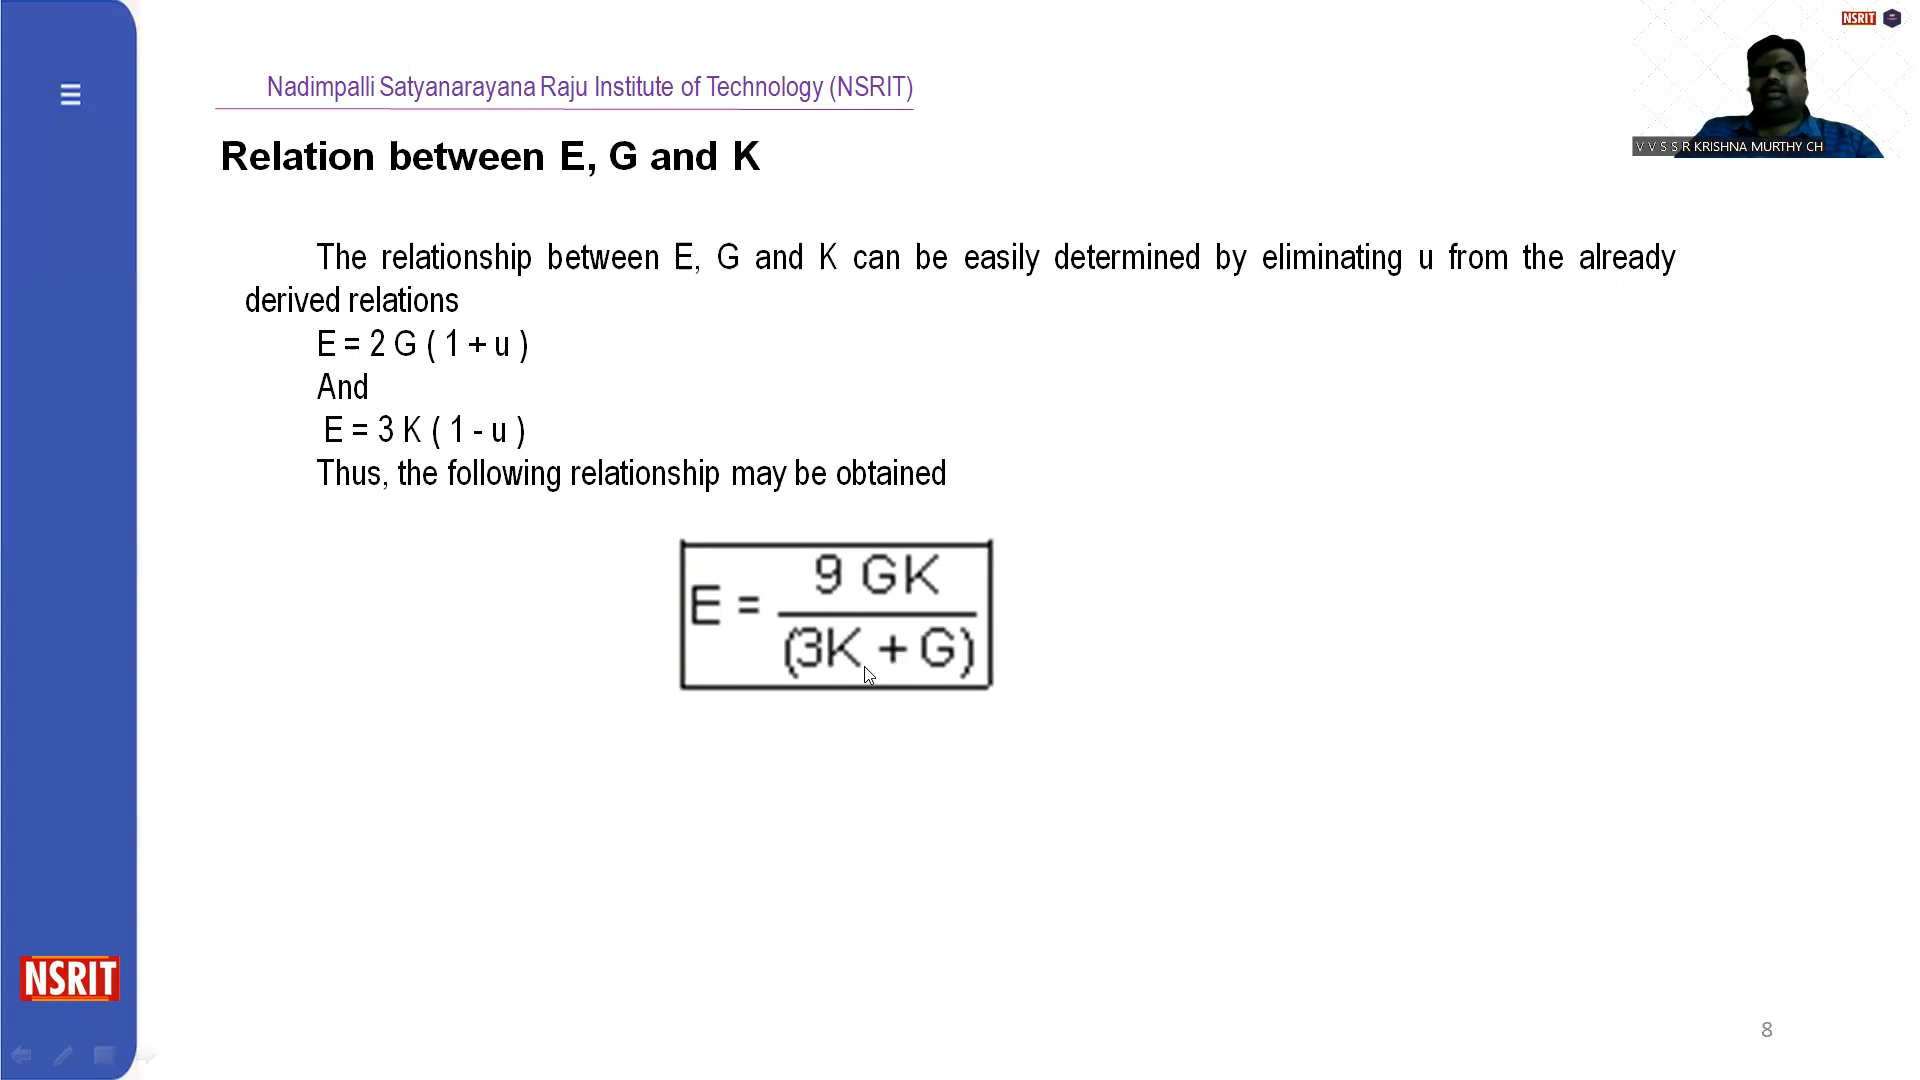 NSRIT
Nadimpalli Satyanarayana Raju Institute of Technology (NSRIT)
V V S S R KRISHNA MURTHY CH
Relation between E, G and K
The relationship between E, G and K can be easily determined by eliminating u from the already
derived relations
E = 2 G ( 1 + u )
And
E = 3 K ( 1 - u )
Thus, the following relationship may be obtained
E = 9 GK / (3K + G)
NSRIT
8